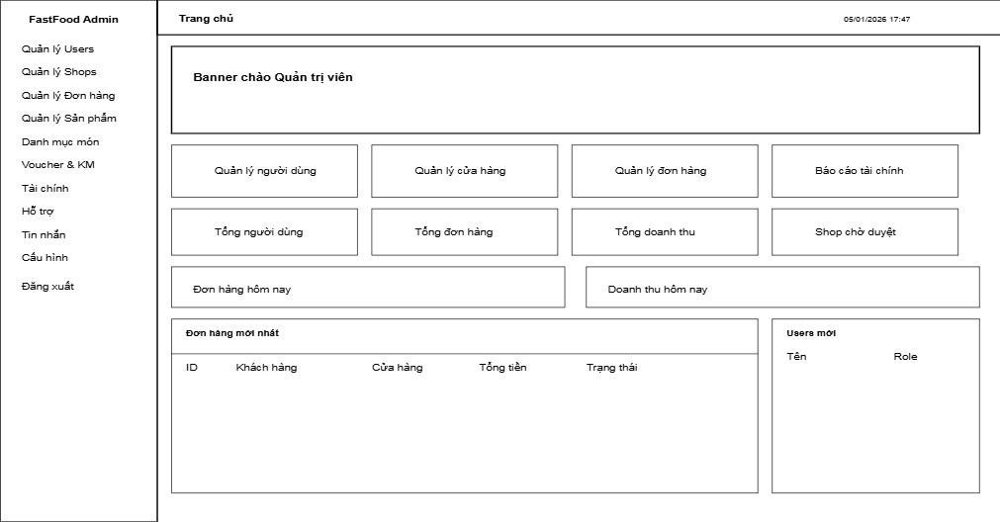 FastFood Admin
Quản lý Users
Quản lý Shops
Quản lý Đơn hàng
Quản lý Sản phẩm
Danh mục món
Voucher & KM
Tài chính
Hỗ trợ
Tin nhắn
Cấu hình
Đăng xuất
Trang chủ
05/01/2026 17:47
Banner chào Quản trị viên
Quản lý người dùng
Quản lý cửa hàng
Quản lý đơn hàng
Báo cáo tài chính
Tổng người dùng
Tổng đơn hàng
Tổng doanh thu
Shop chờ duyệt
Đơn hàng hôm nay
Doanh thu hôm nay
Đơn hàng mới nhất
ID Khách hàng Cửa hàng Tổng tiền Trạng thái
Users mới
Tên Role